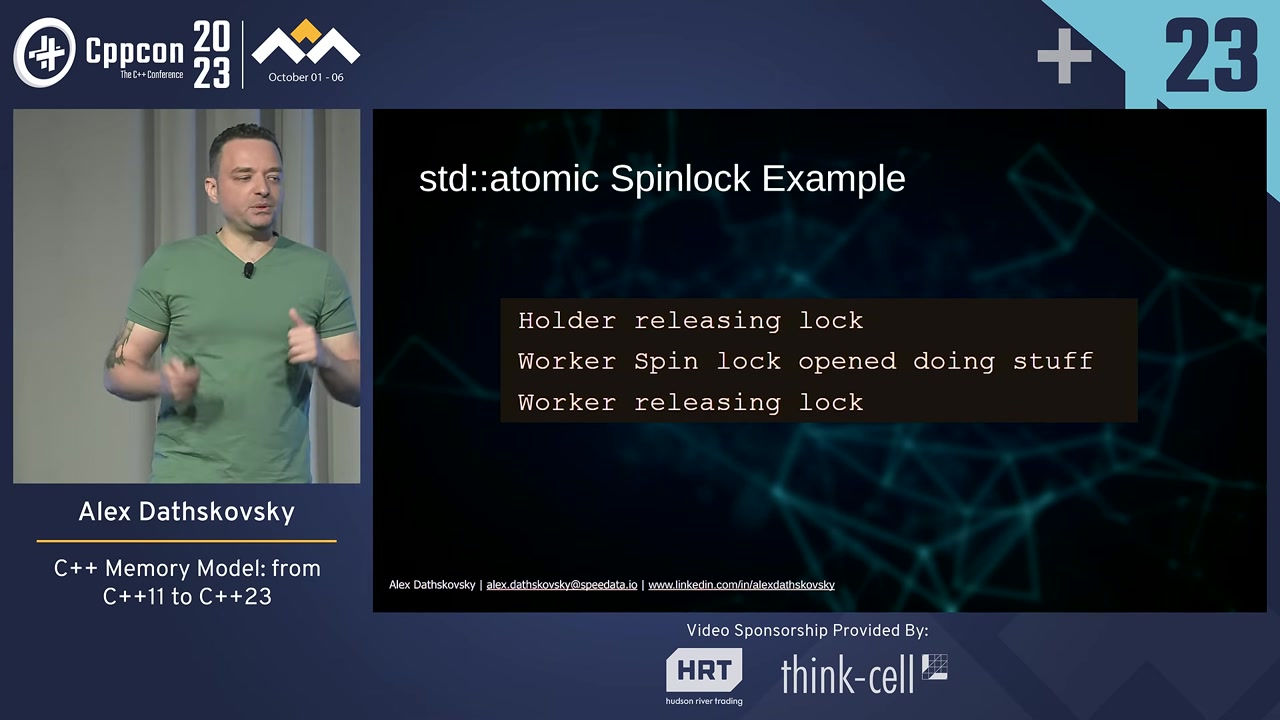 Cppcon
The C++ Conference
20
23
October 01 - 06
23
std::atomic Spinlock Example
Holder releasing lock
Worker Spin lock opened doing stuff
Worker releasing lock
Alex Dathskovsky | alex.dathskovsky@speedata.io | www.linkedin.com/in/alexdathskovsky
Alex Dathskovsky
C++ Memory Model: from
C++11 to C++23
Video Sponsorship Provided By:
HRT
hudson river trading
think-cell